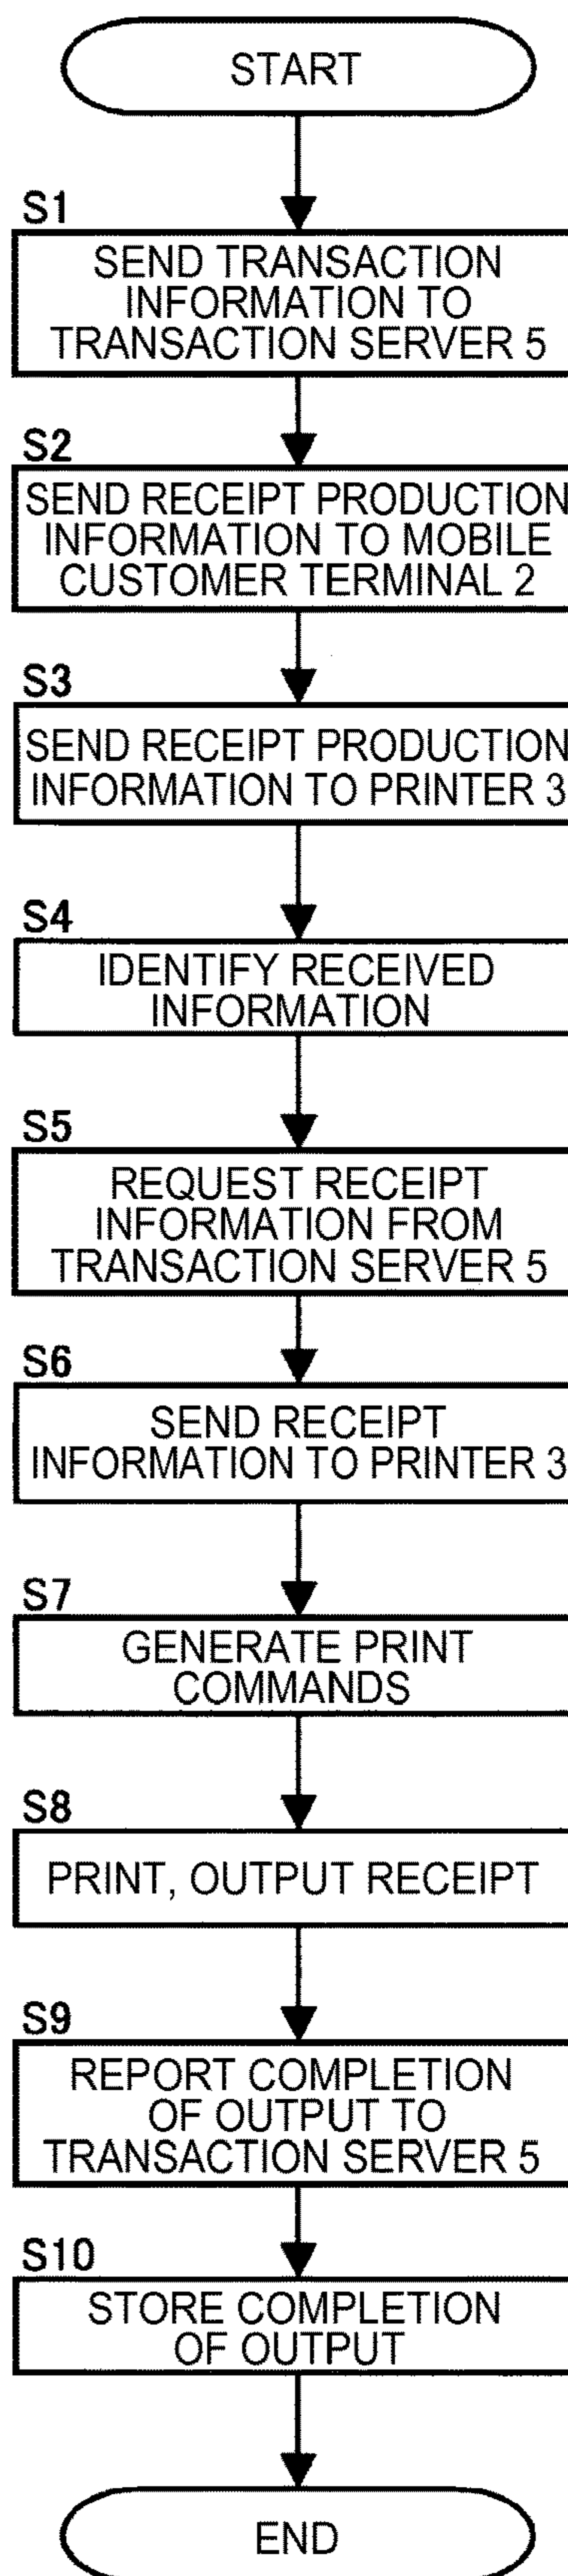 START
S1
SEND TRANSACTION
INFORMATION TO
TRANSACTION SERVER 5
S2
SEND RECEIPT PRODUCTION
INFORMATION TO MOBILE
CUSTOMER TERMINAL 2
S3
SEND RECEIPT PRODUCTION
INFORMATION TO PRINTER 3
S4
IDENTIFY RECEIVED
INFORMATION
S5
REQUEST RECEIPT
INFORMATION FROM
TRANSACTION SERVER 5
S6
SEND RECEIPT
INFORMATION TO PRINTER 3
S7
GENERATE PRINT
COMMANDS
S8
PRINT, OUTPUT RECEIPT
S9
REPORT COMPLETION
OF OUTPUT TO
TRANSACTION SERVER 5
S10
STORE COMPLETION
OF OUTPUT
END